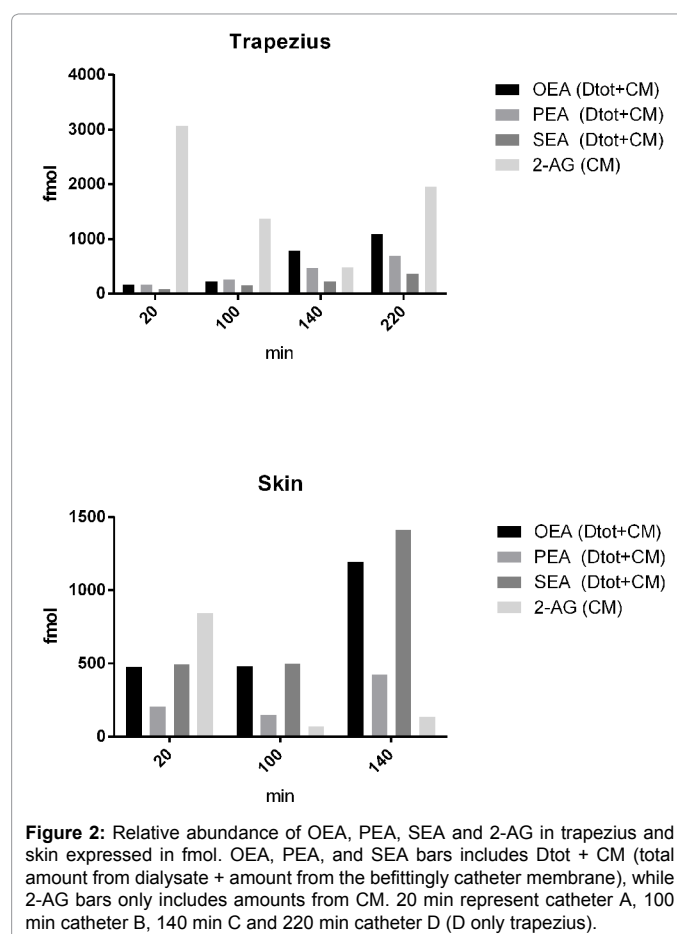 Trapezius
4000
3000
2000
1000
0
fmol
20
100
140
220
min
OEA (Dtot+CM)
PEA (Dtot+CM)
SEA (Dtot+CM)
2-AG (CM)
Skin
1500
1000
500
0
fmol
20
100
140
min
OEA (Dtot+CM)
PEA (Dtot+CM)
SEA (Dtot+CM)
2-AG (CM)
Figure 2: Relative abundance of OEA, PEA, SEA and 2-AG in trapezius and
skin expressed in fmol. OEA, PEA, and SEA bars includes Dtot + CM (total
amount from dialysate + amount from the befittingly catheter membrane), while
2-AG bars only includes amounts from CM. 20 min represent catheter A, 100
min catheter B, 140 min C and 220 min catheter D (D only trapezius).